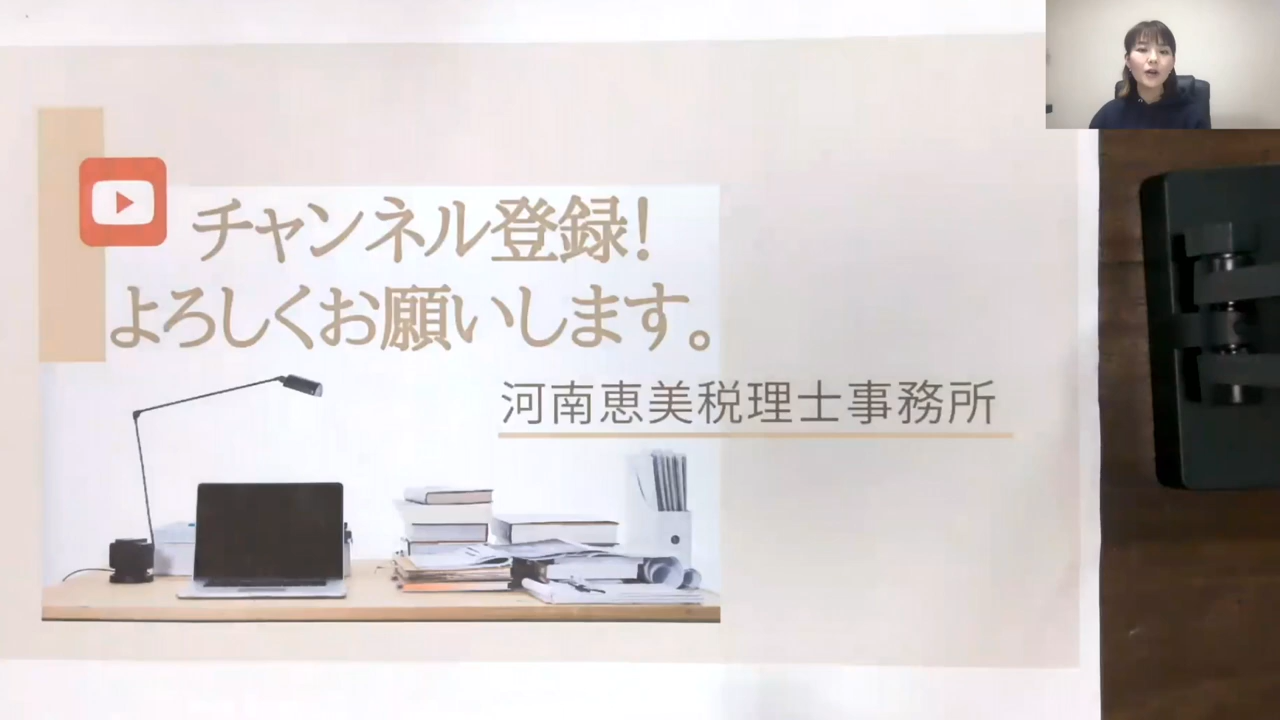 チャンネル登録!
よろしくお願いします。
河南恵美税理士事務所